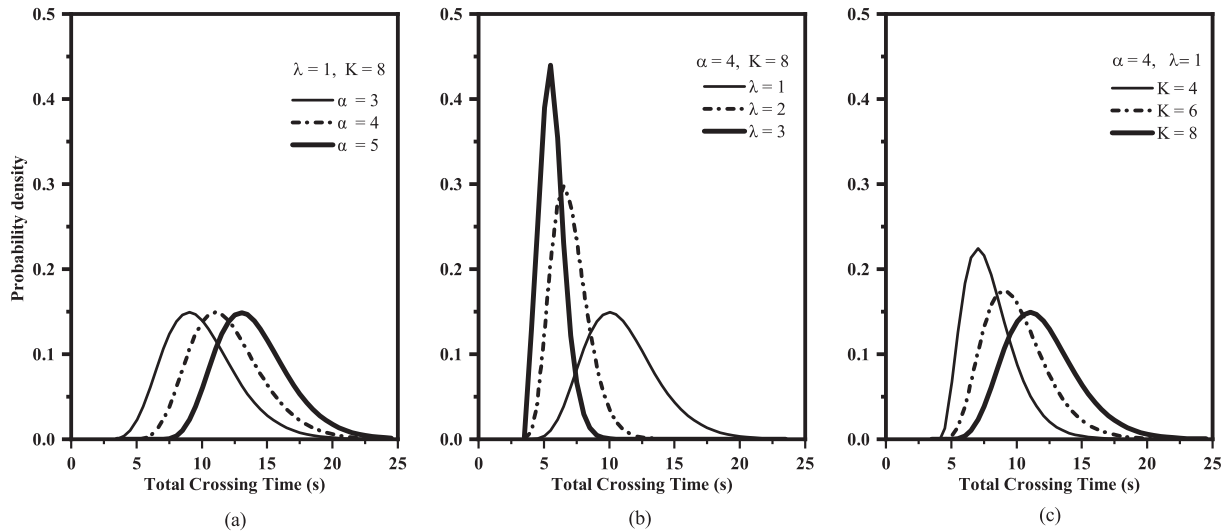 0.5
0.4
0.3
0.2
0.1
0.0
Probability density
λ = 1, K = 8
α = 3
α = 4
α = 5
0 5 10 15 20 25
Total Crossing Time (s)
(a)
0.5
0.4
0.3
0.2
0.1
0.0
α = 4, K = 8
λ = 1
λ = 2
λ = 3
0 5 10 15 20 25
Total Crossing Time (s)
(b)
0.5
0.4
0.3
0.2
0.1
0.0
α = 4, λ= 1
K = 4
K = 6
K = 8
0 5 10 15 20 25
Total Crossing Time (s)
(c)